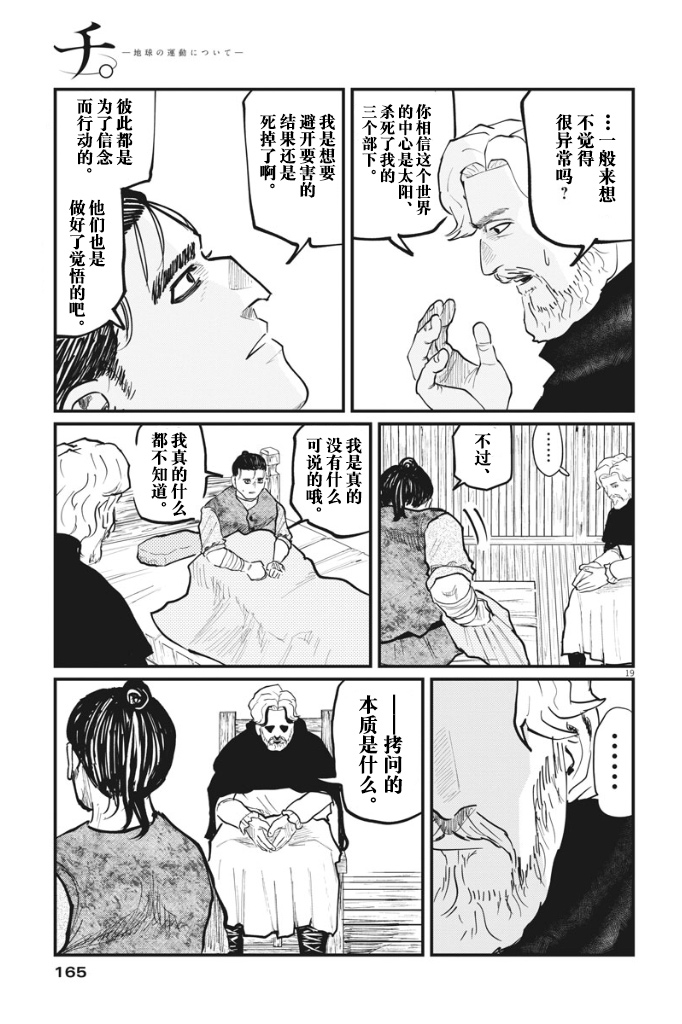 チ。
―地球の運動について―
…一般来想
不觉得
很异常吗?
你相信这个世界
的中心是太阳、
杀死了我的
三个部下。
我是想要
避开要害的
结果还是
死掉了啊。
彼此都是
为了信念
而行动的。
他们也是
做好了觉悟的吧。
……
不过、
我是真的
没有什么
可说的哦。
我真的什么
都不知道。
19
……
——拷问的
本质是什么。
165